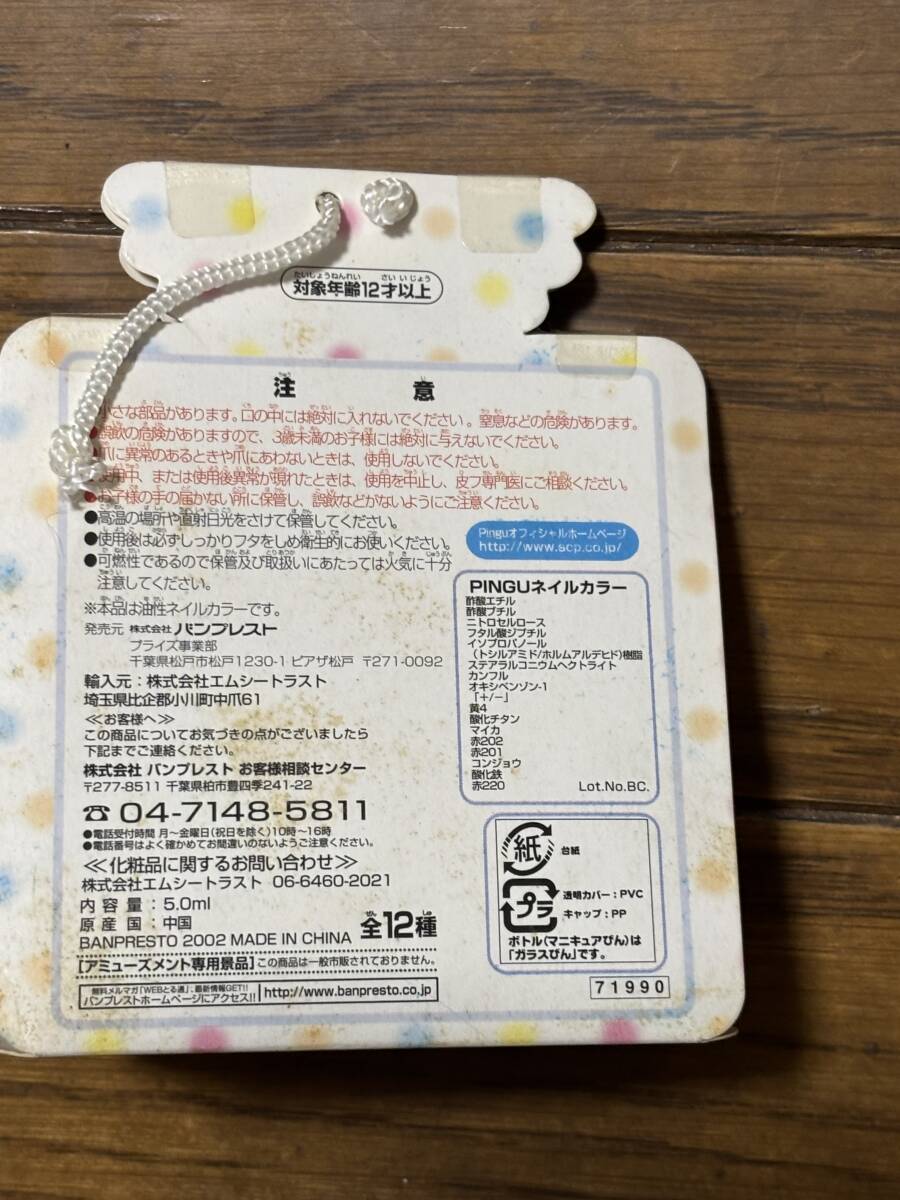 対象年齢12才以上
注意
小さな部品があります。口の中には絶対に入れないでください。窒息などの危険があります。
●誤飲の危険がありますので、3歳未満のお子様には絶対に与えないでください。
爪に異常のあるときや爪にあわないときは、使用しないでください。
使用中、または使用後異常が現れたときは、使用を中止し、皮フ専門医にご相談ください。
●お子様の手の届かない所に保管し、誤飲などがないようにご注意ください。
●高温の場所や直射日光をさけて保管してください。
●使用後は必ずしっかりフタをしめ衛生的にお使いください。
●可燃性であるので保管及び取扱いにあたっては火気に十分
注意してください。
※本品は油性ネイルカラーです。
発売元 株式会社 バンプレスト
プライズ事業部
千葉県松戸市松戸1230-1 ピアザ松戸 〒271-0092
輸入元:株式会社エムシートラスト
埼玉県比企郡小川町中爪61
≪お客様へ≫
この商品についてお気づきの点がございましたら
下記までご連絡ください。
株式会社 バンプレスト お客様相談センター
〒277-8511 千葉県柏市豊四季241-22
☎ 04-7148-5811
●電話受付時間 月~金曜日(祝日を除く)10時~16時
●電話番号はよく確かめてお間違いのないようご注意ください。
≪化粧品に関するお問い合わせ≫
株式会社エムシートラスト 06-6460-2021
内容量:5.0ml
原産国:中国
BANPRESTO 2002 MADE IN CHINA
全12種
[アミューズメント専用景品]この商品は一般市販されておりません。
無料メルマガ「WEBとる通」、最新情報GET!!
バンプレストホームページにアクセス!!
http://www.banpresto.co.jp
Pinguオフィシャルホームページ
http://www.scp.co.jp/
PINGUネイルカラー
酢酸エチル
酢酸ブチル
ニトロセルロース
フタル酸ジブチル
イソプロパノール
(トシルアミド/ホルムアルデヒド)樹脂
ステアラルコニウムヘクトライト
カンフル
オキシベンゾン-1
「+/-」
黄4
酸化チタン
マイカ
赤202
赤201
コンジョウ
酸化鉄
赤220
Lot.No.BC.
紙
台紙
プラ
透明カバー:PVC
キャップ:PP
ボトル(マニキュアびん)は
「ガラスびん」です。
71990